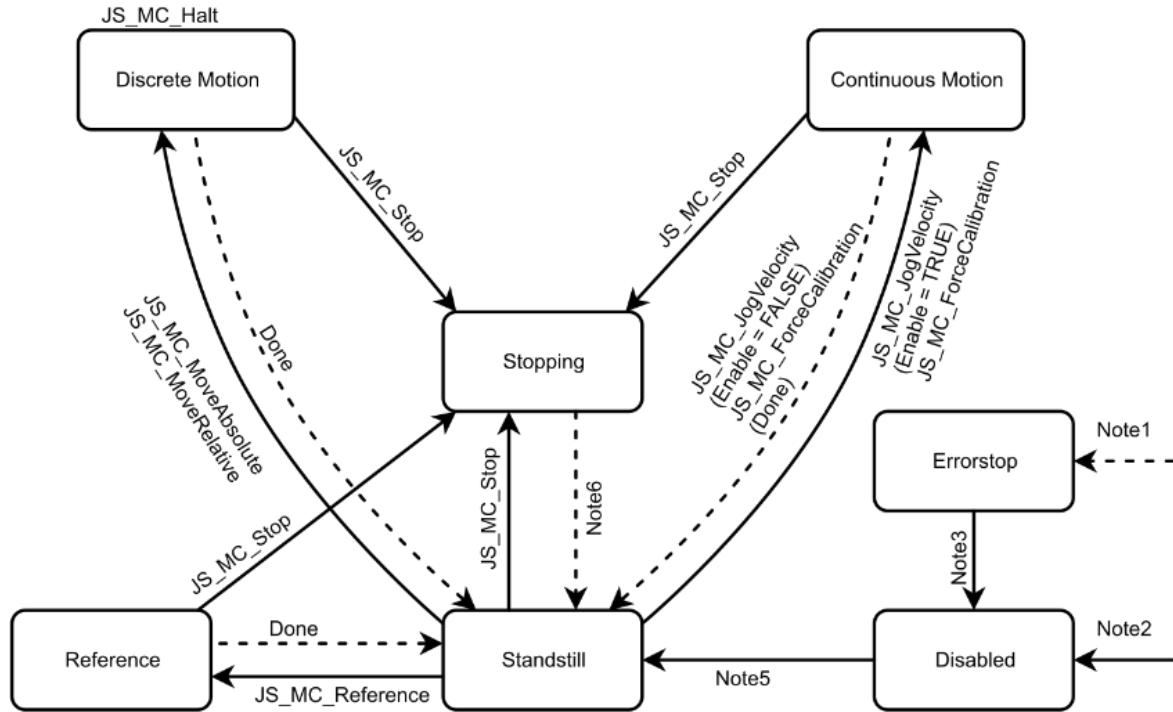 JS_MC_Halt
Discrete Motion
Continuous Motion
JS_MC_Stop
JS_MC_Stop
JS_MC_MoveAbsolute
JS_MC_MoveRelative
Done
Stopping
JS_MC_JogVelocity
(Enable = FALSE)
JS_MC_ForceCalibration
(Done)
JS_MC_JogVelocity
(Enable = TRUE)
JS_MC_ForceCalibration
Errorstop
Note1
JS_MC_Stop
JS_MC_Stop
Note6
Note3
Reference
Done
JS_MC_Reference
Standstill
Note5
Disabled
Note2